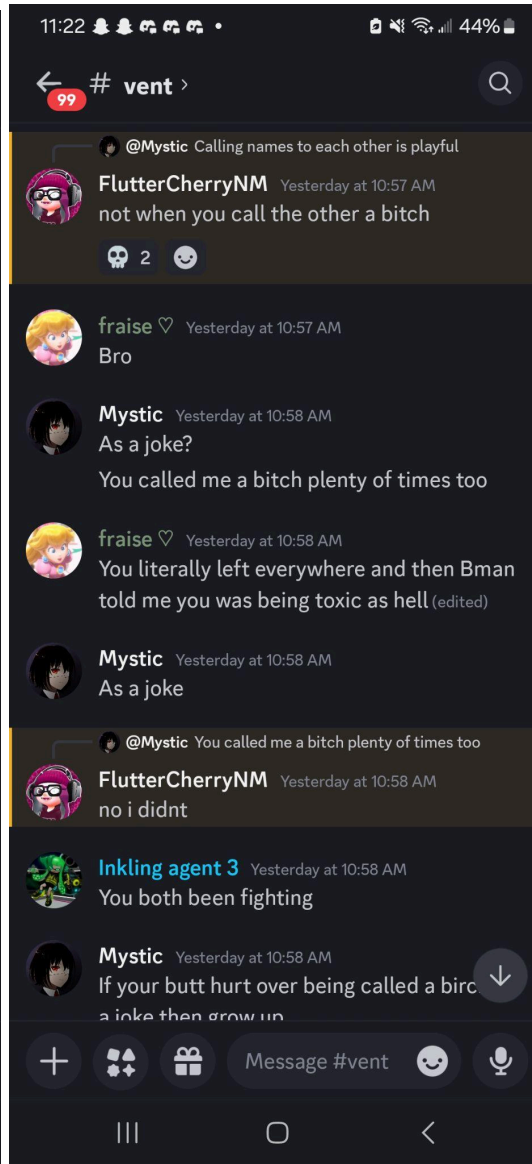 11:22
44%
99
# vent >
@Mystic Calling names to each other is playful
FlutterCherryNM Yesterday at 10:57 AM
not when you call the other a bitch
2
fraise ♡ Yesterday at 10:57 AM
Bro
Mystic Yesterday at 10:58 AM
As a joke?
You called me a bitch plenty of times too
fraise ♡ Yesterday at 10:58 AM
You literally left everywhere and then Bman
told me you was being toxic as hell (edited)
Mystic Yesterday at 10:58 AM
As a joke
@Mystic You called me a bitch plenty of times too
FlutterCherryNM Yesterday at 10:58 AM
no i didnt
Inkling agent 3 Yesterday at 10:58 AM
You both been fighting
Mystic Yesterday at 10:58 AM
If your butt hurt over being called a
a joke then grow up
Message #vent